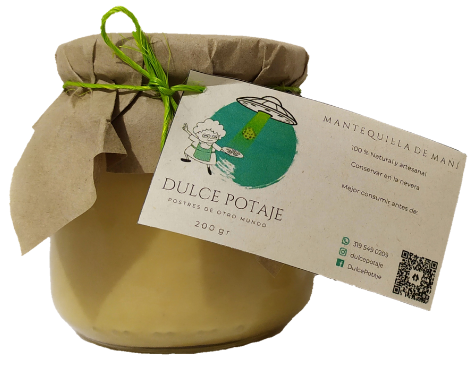 DULCE POTAJE
POSTRES DE OTRO MUNDO
200 gr
MANTEQUILLA DE MANÍ
100 % Natural y artesanal
Conservar en la nevera
Mejor consumir antes de:
dulcepotaje
DulcePotaje